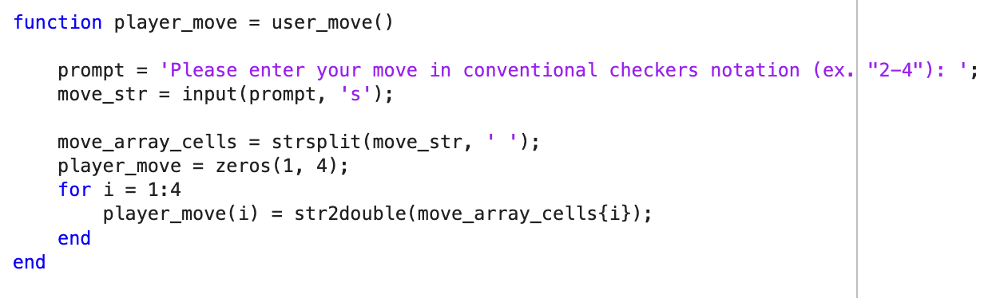 function player_move = user_move()
prompt = 'Please enter your move in conventional checkers notation (ex. "2-4"): ';
move_str = input(prompt, 's');
move_array_cells = strsplit(move_str, ' ');
player_move = zeros(1, 4);
for i = 1:4
player_move(i) = str2double(move_array_cells{i});
end
end